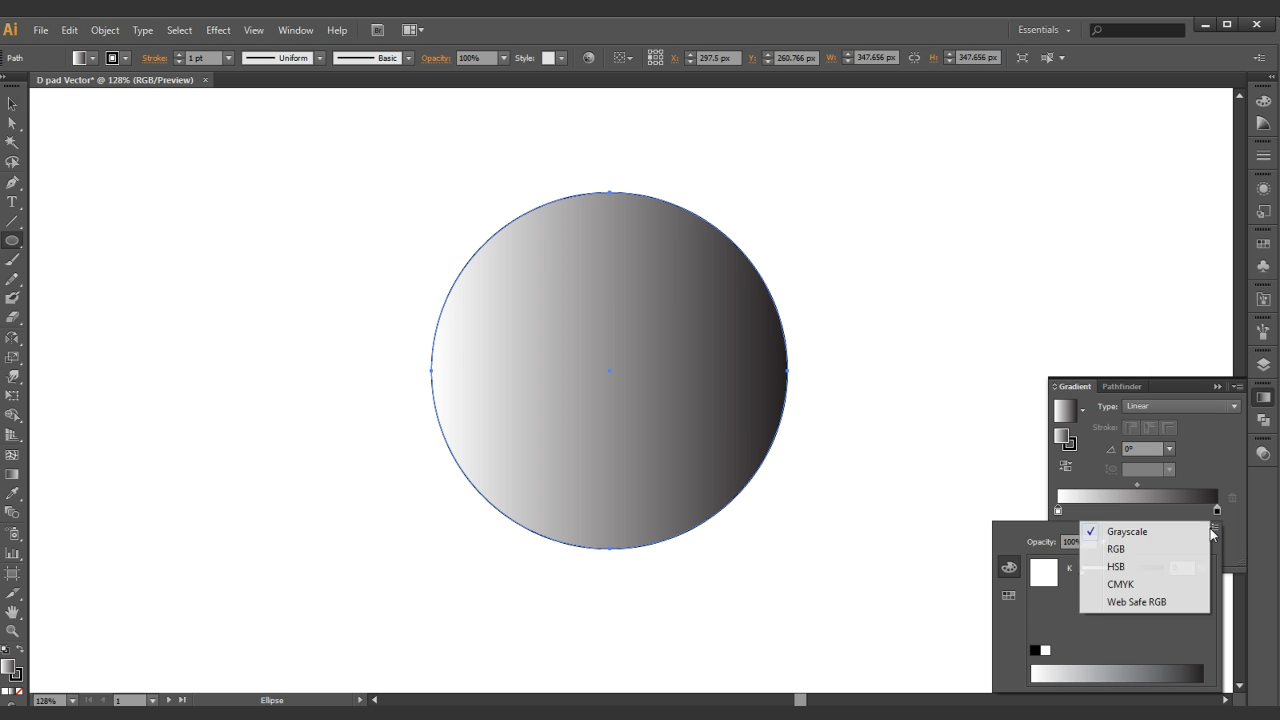 Ai File Edit Object Type Select Effect View Window Help Br Essentials
Path Stroke: 1 pt Uniform Basic Opacity: 100% Style: X: 297.5 px Y: 260.766 px W: 347.656 px H: 347.656 px
D pad Vector* @ 128% (RGB/Preview) ×
Gradient Pathfinder
Type: Linear
Stroke:
0°
Opacity: 100%
Grayscale
RGB
HSB
K
CMYK
Web Safe RGB
128% 1 Ellipse